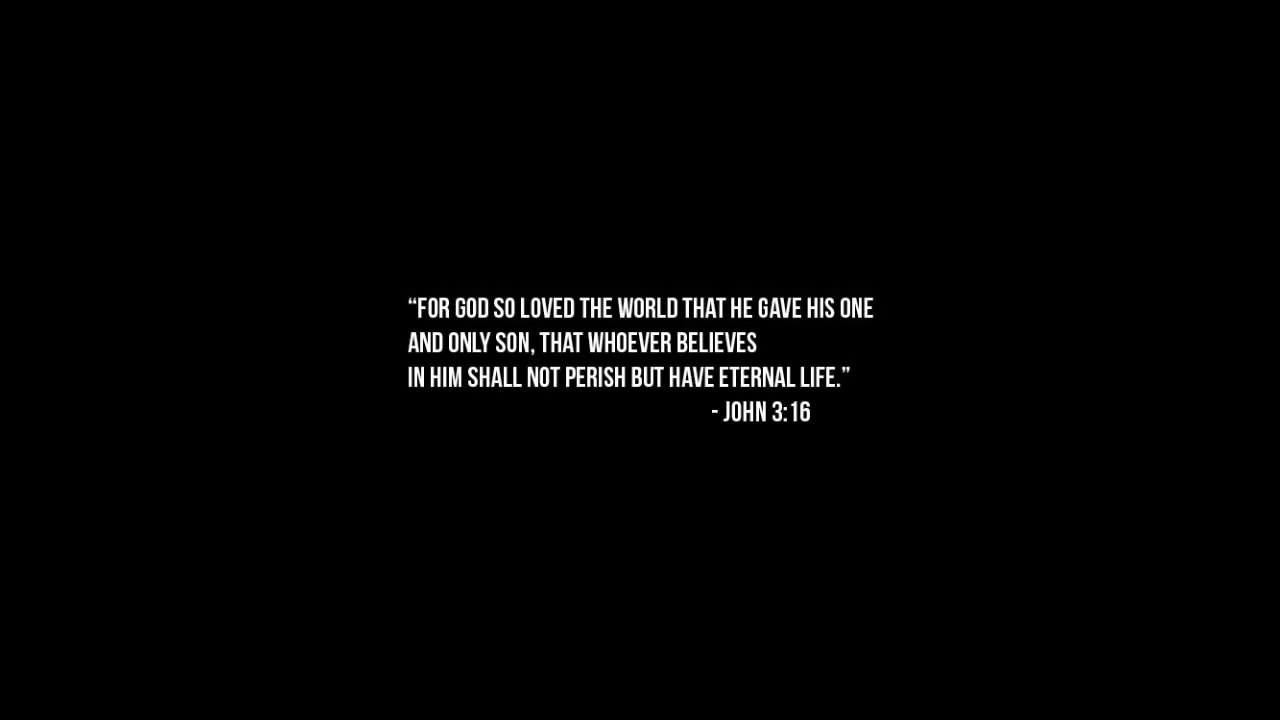 “FOR GOD SO LOVED THE WORLD THAT HE GAVE HIS ONE
AND ONLY SON, THAT WHOEVER BELIEVES
IN HIM SHALL NOT PERISH BUT HAVE ETERNAL LIFE.”
- JOHN 3:16